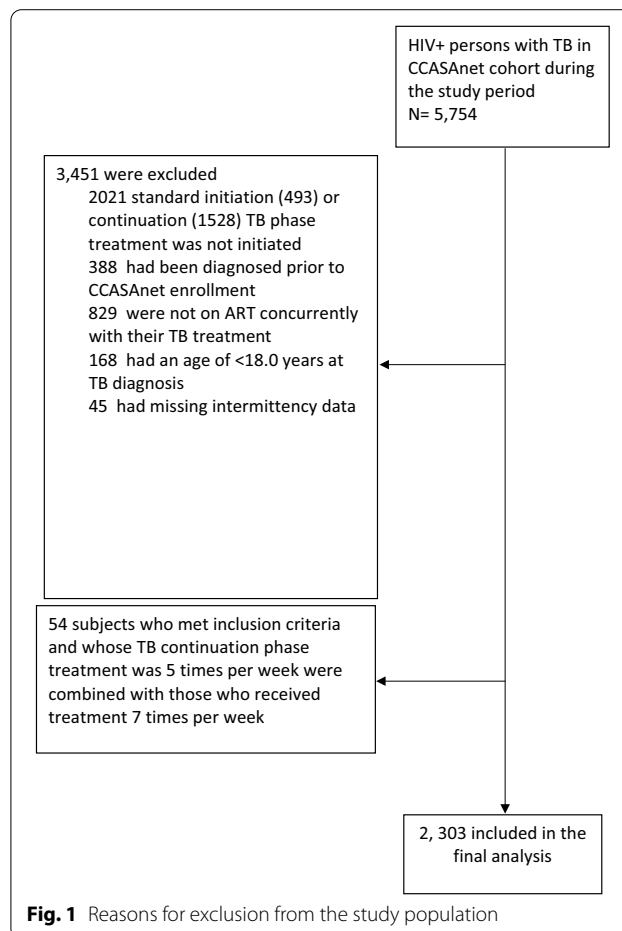 HIV+ persons with TB in
CCASAnet cohort during
the study period
N= 5,754
3,451 were excluded
2021 standard initiation (493) or
continuation (1528) TB phase
treatment was not initiated
388 had been diagnosed prior to
CCASAnet enrollment
829 were not on ART concurrently
with their TB treatment
168 had an age of <18.0 years at
TB diagnosis
45 had missing intermittency data
54 subjects who met inclusion criteria
and whose TB continuation phase
treatment was 5 times per week were
combined with those who received
treatment 7 times per week
2, 303 included in the
final analysis
Fig. 1 Reasons for exclusion from the study population